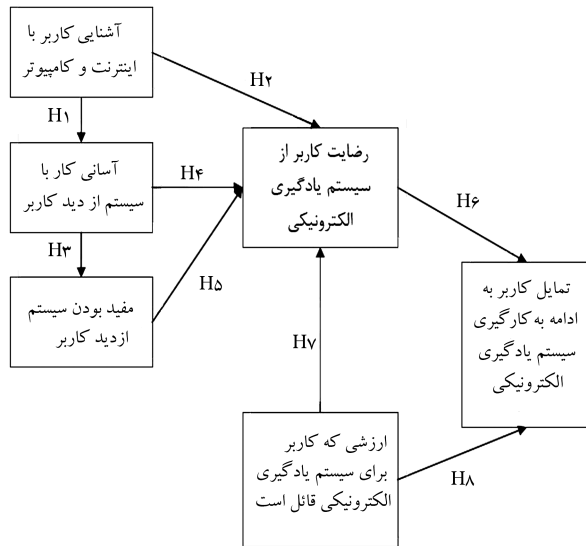 آشنایی کاربر با
اینترنت و کامپیوتر
H۱
H۲
آسانی کار با
سیستم از دید کاربر
H۴
رضایت کاربر از
سیستم یادگیری
الکترونیکی
H۳
H۵
H۶
مفید بودن سیستم
ازدید کاربر
تمایل کاربر به
ادامه به کارگیری
سیستم یادگیری
الکترونیکی
H۷
ارزشی که کاربر
برای سیستم یادگیری
الکترونیکی قائل است
H۸